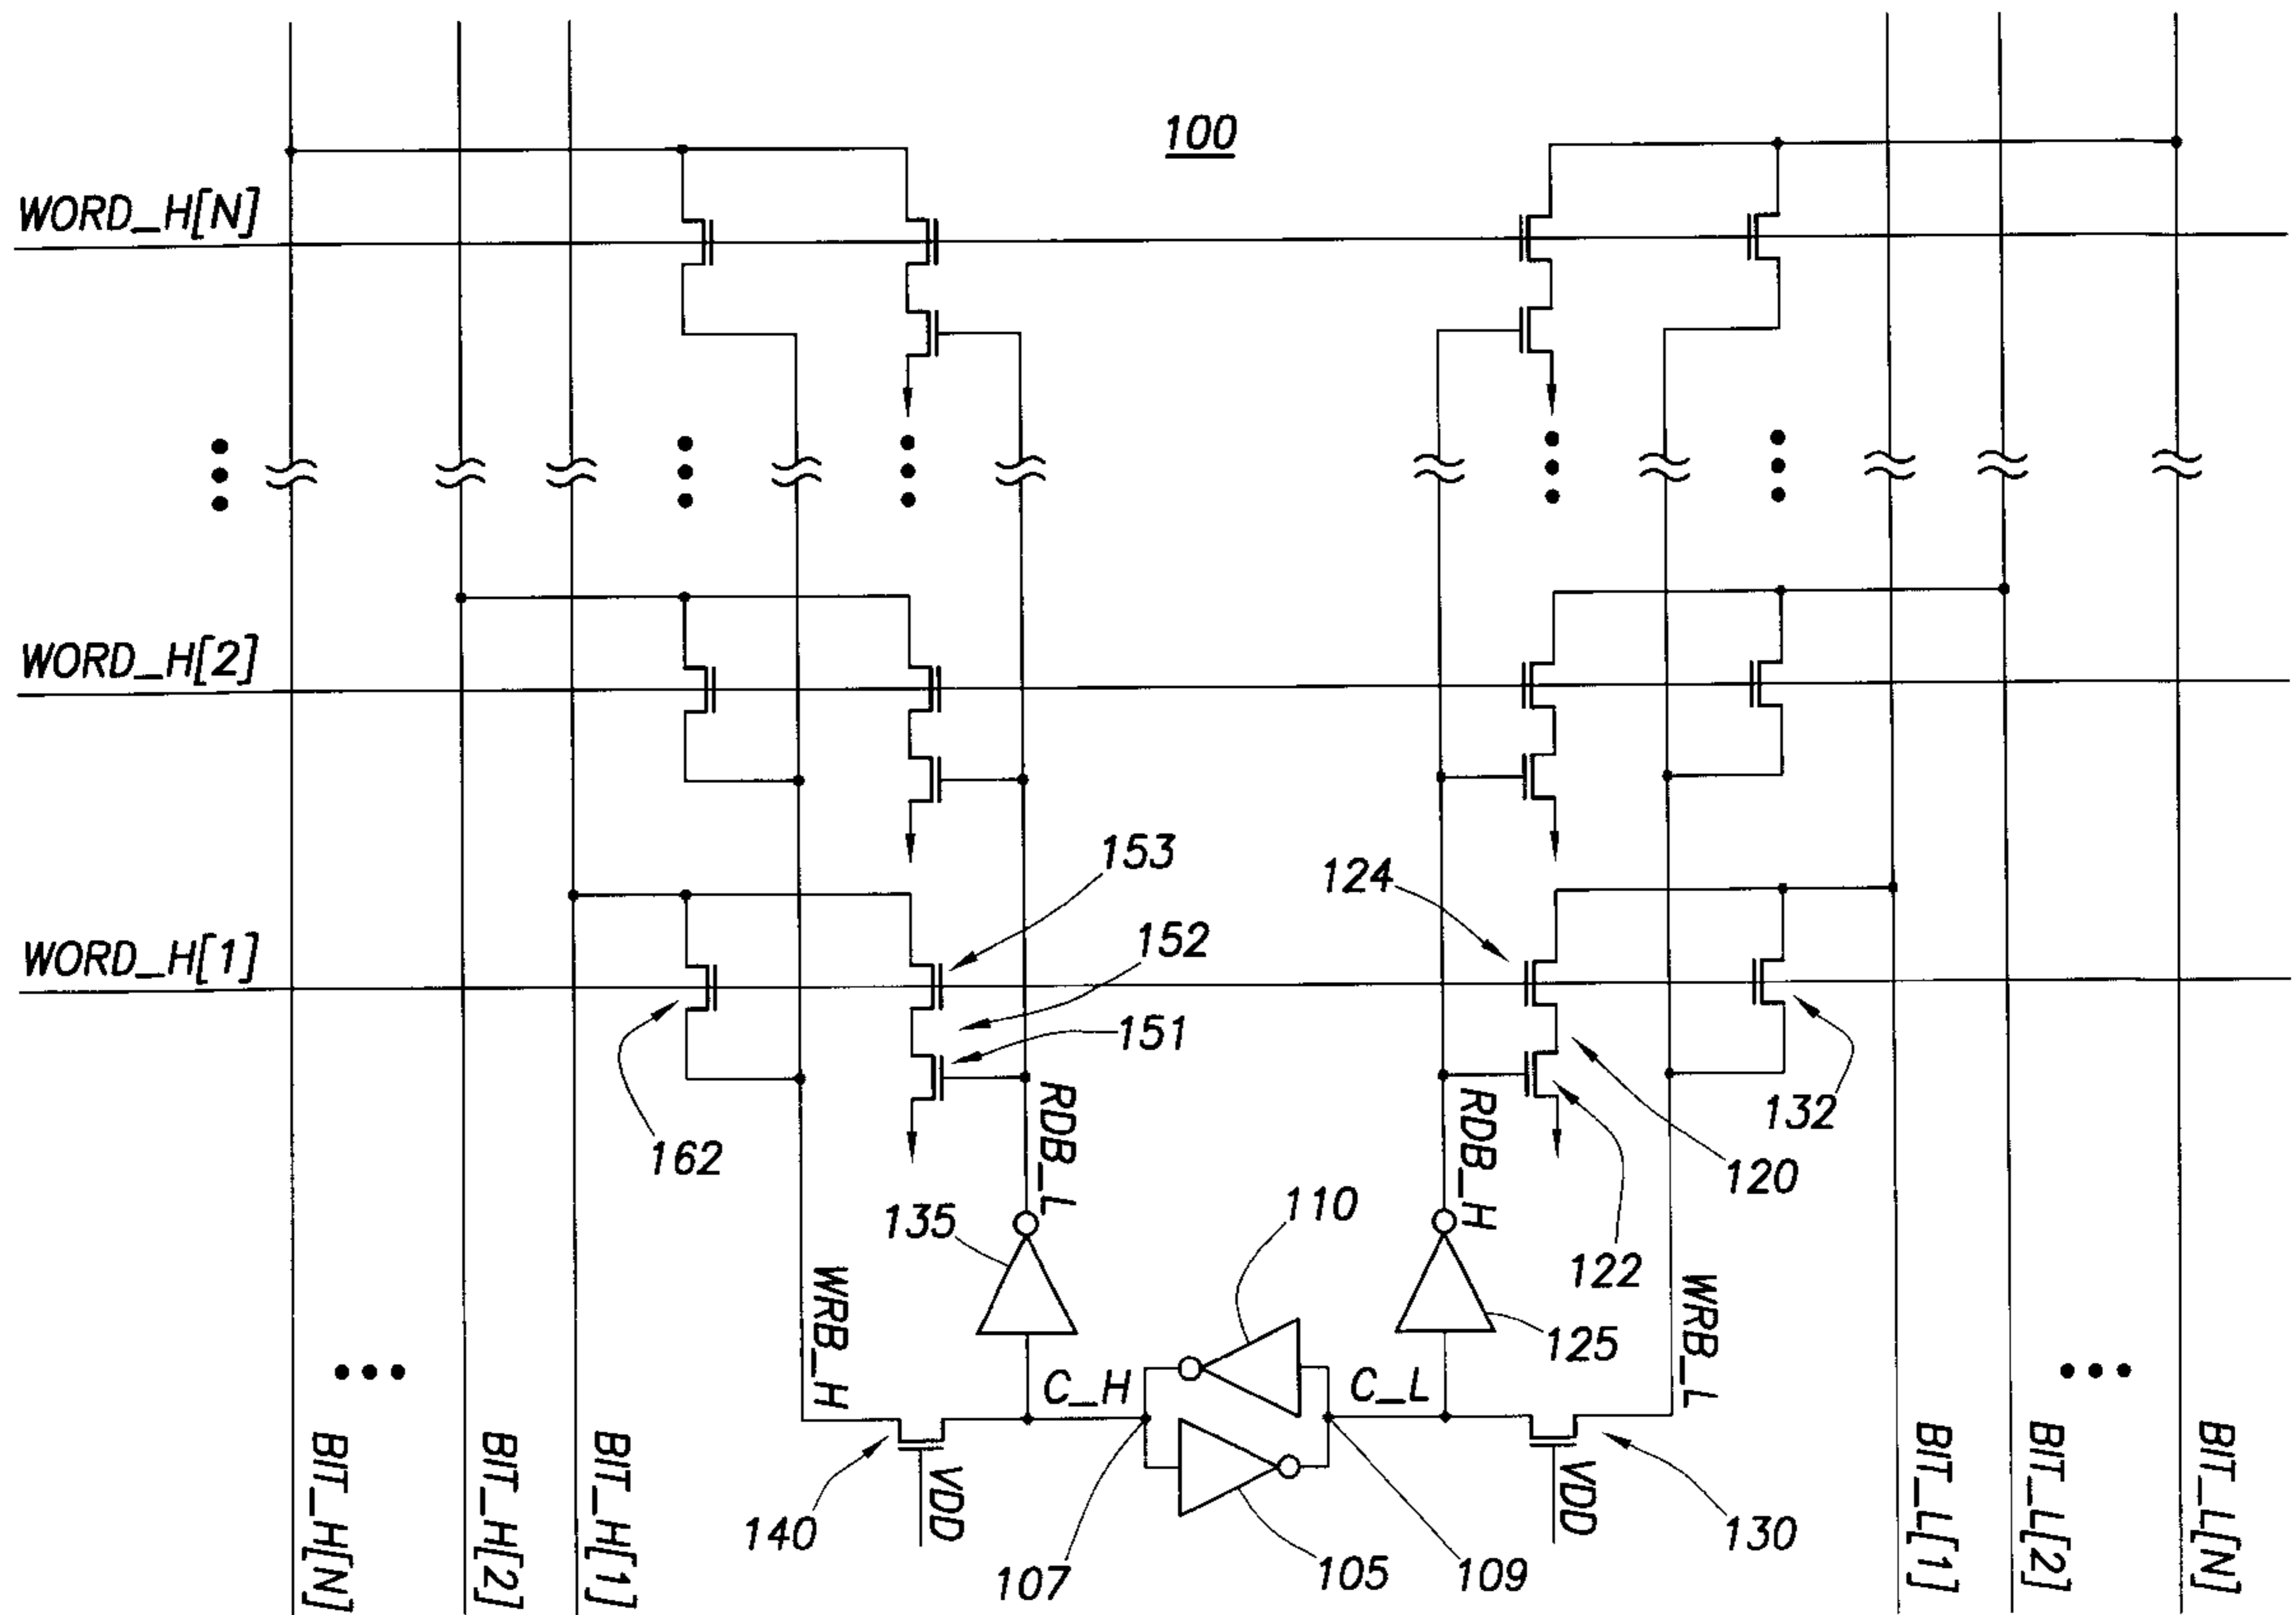 100
WORD_H[N]
WORD_H[2]
153
124
WORD_H[1]
152
151
162
RDB_L
RDB_H
132
120
135
110
122
WRB_H
WRB_L
125
C_H
C_L
140
VDD
107
105
109
VDD
130
BIT_H[N]
BIT_H[2]
BIT_H[1]
BIT_L[1]
BIT_L[2]
BIT_L[N]